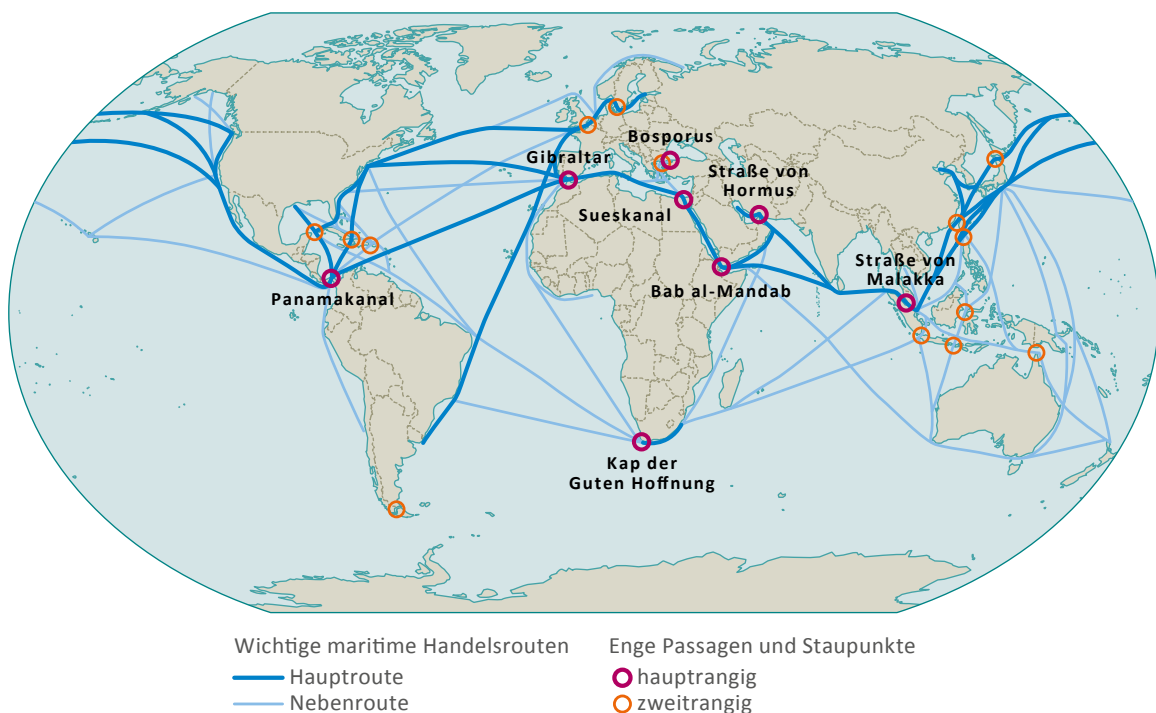 Bosporus
Gibraltar
Straße von
Hormus
Sueskanal
Straße von
Malakka
Bab al-Mandab
Panamakanal
Kap der
Guten Hoffnung
Wichtige maritime Handelsrouten
Hauptroute
Nebenroute
Enge Passagen und Staupunkte
hauptrangig
zweitrangig